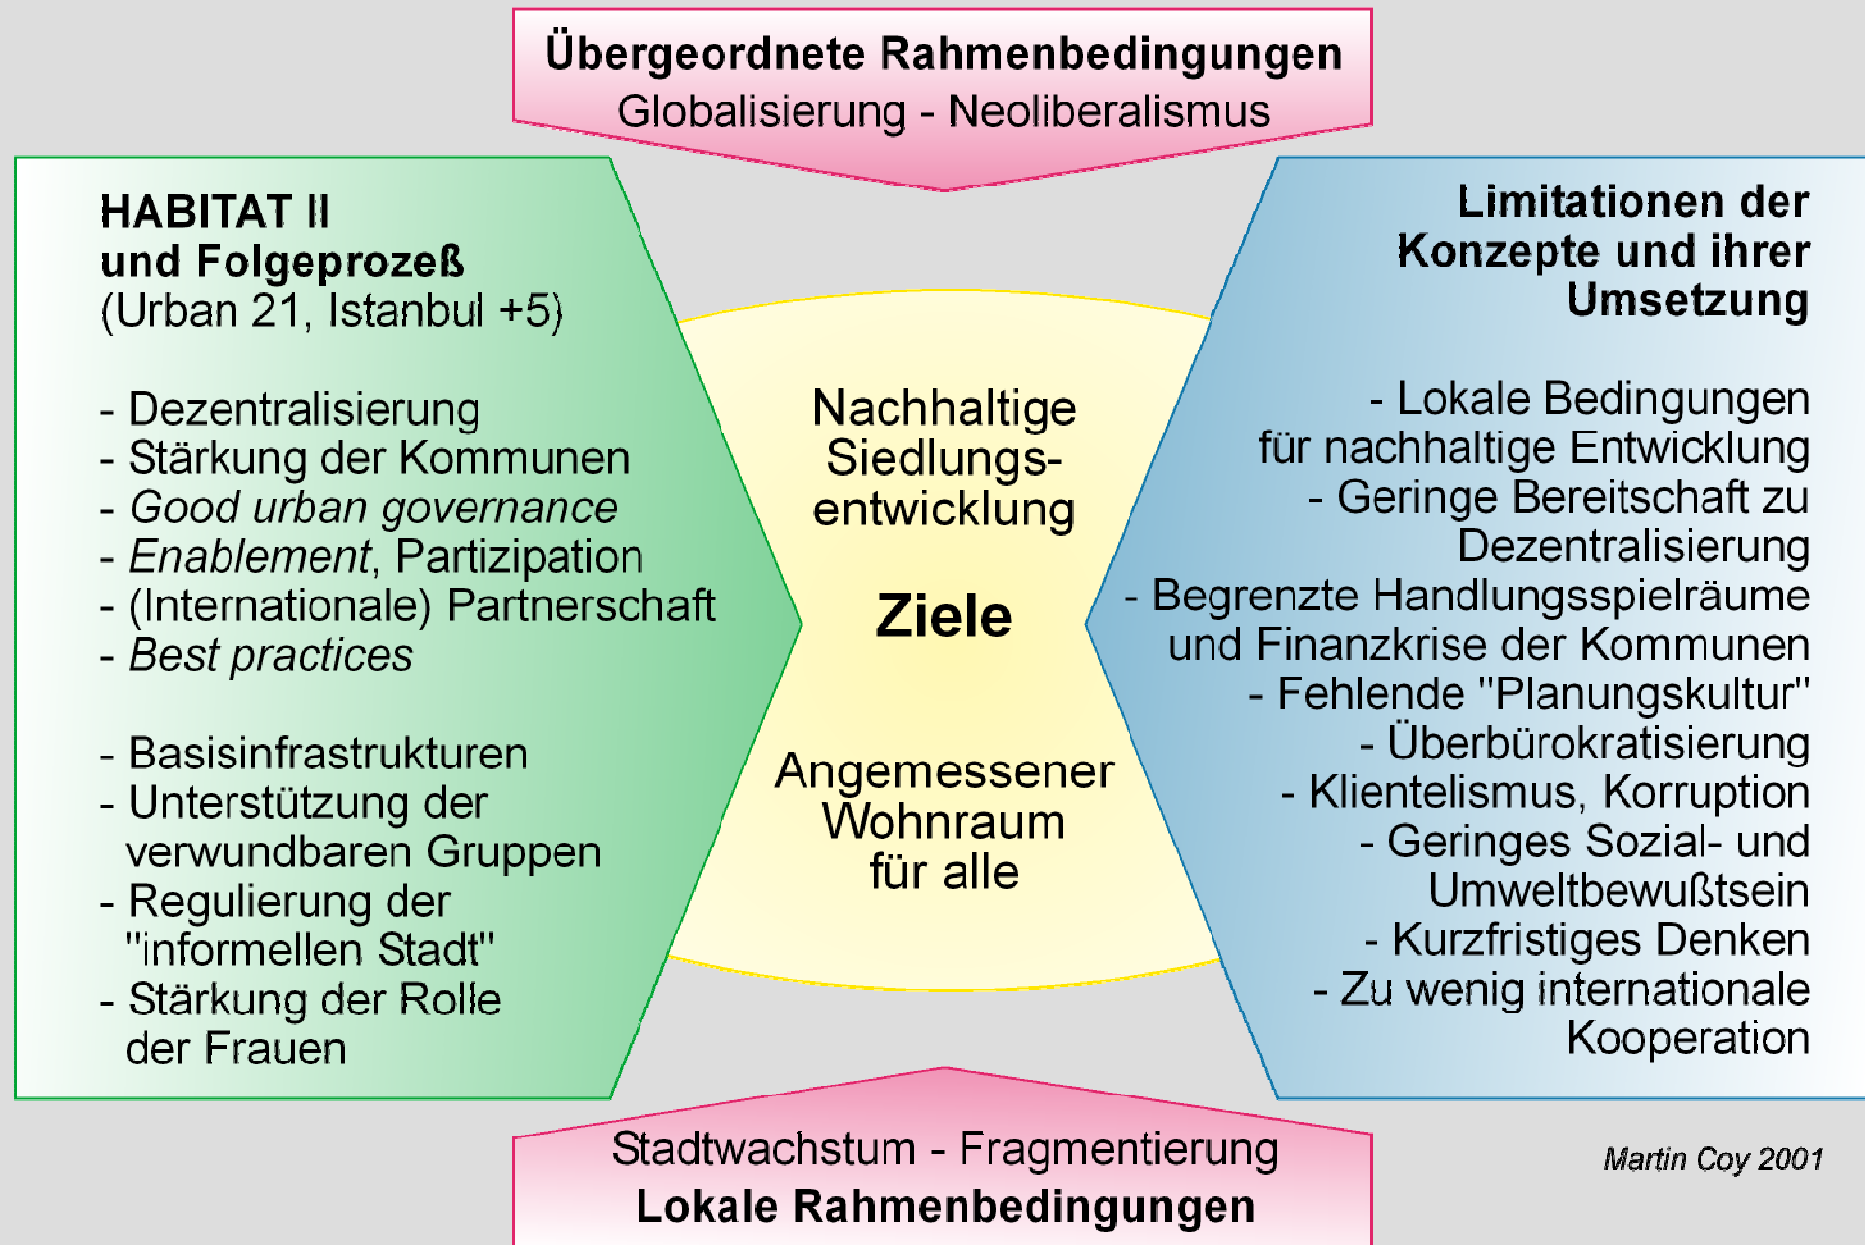 Übergeordnete Rahmenbedingungen
Globalisierung - Neoliberalismus
HABITAT II
und Folgeprozeß
(Urban 21, Istanbul +5)
- Dezentralisierung
- Stärkung der Kommunen
- Good urban governance
- Enablement, Partizipation
- (Internationale) Partnerschaft
- Best practices
- Basisinfrastrukturen
- Unterstützung der
verwundbaren Gruppen
- Regulierung der
"informellen Stadt"
- Stärkung der Rolle
der Frauen
Nachhaltige
Siedlungs-
entwicklung
Ziele
Angemessener
Wohnraum
für alle
Limitationen der
Konzepte und ihrer
Umsetzung
- Lokale Bedingungen
für nachhaltige Entwicklung
- Geringe Bereitschaft zu
Dezentralisierung
- Begrenzte Handlungsspielräume
und Finanzkrise der Kommunen
- Fehlende "Planungskultur"
- Überbürokratisierung
- Klientelismus, Korruption
- Geringes Sozial- und
Umweltbewußtsein
- Kurzfristiges Denken
- Zu wenig internationale
Kooperation
Stadtwachstum - Fragmentierung
Lokale Rahmenbedingungen
Martin Coy 2001